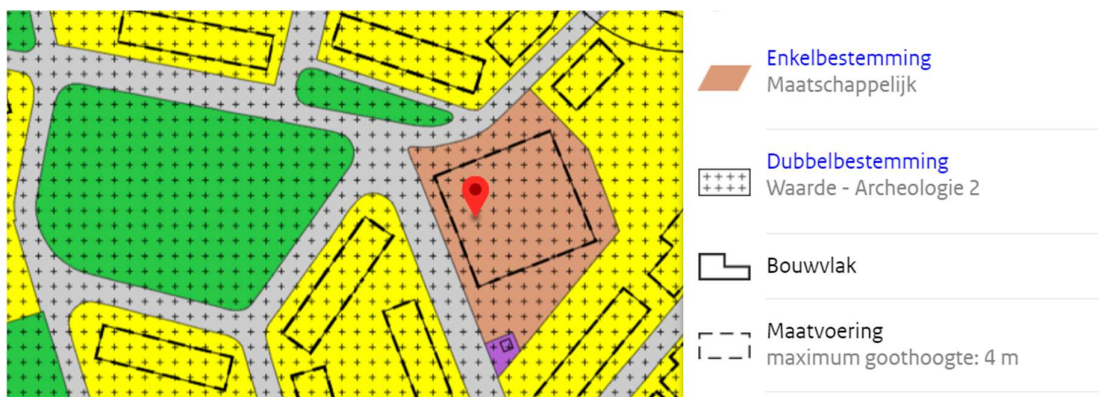 Enkelbestemming
Maatschappelijk
Dubbelbestemming
Waarde - Archeologie 2
Bouwvlak
Maatvoering
maximum goothoogte: 4 m